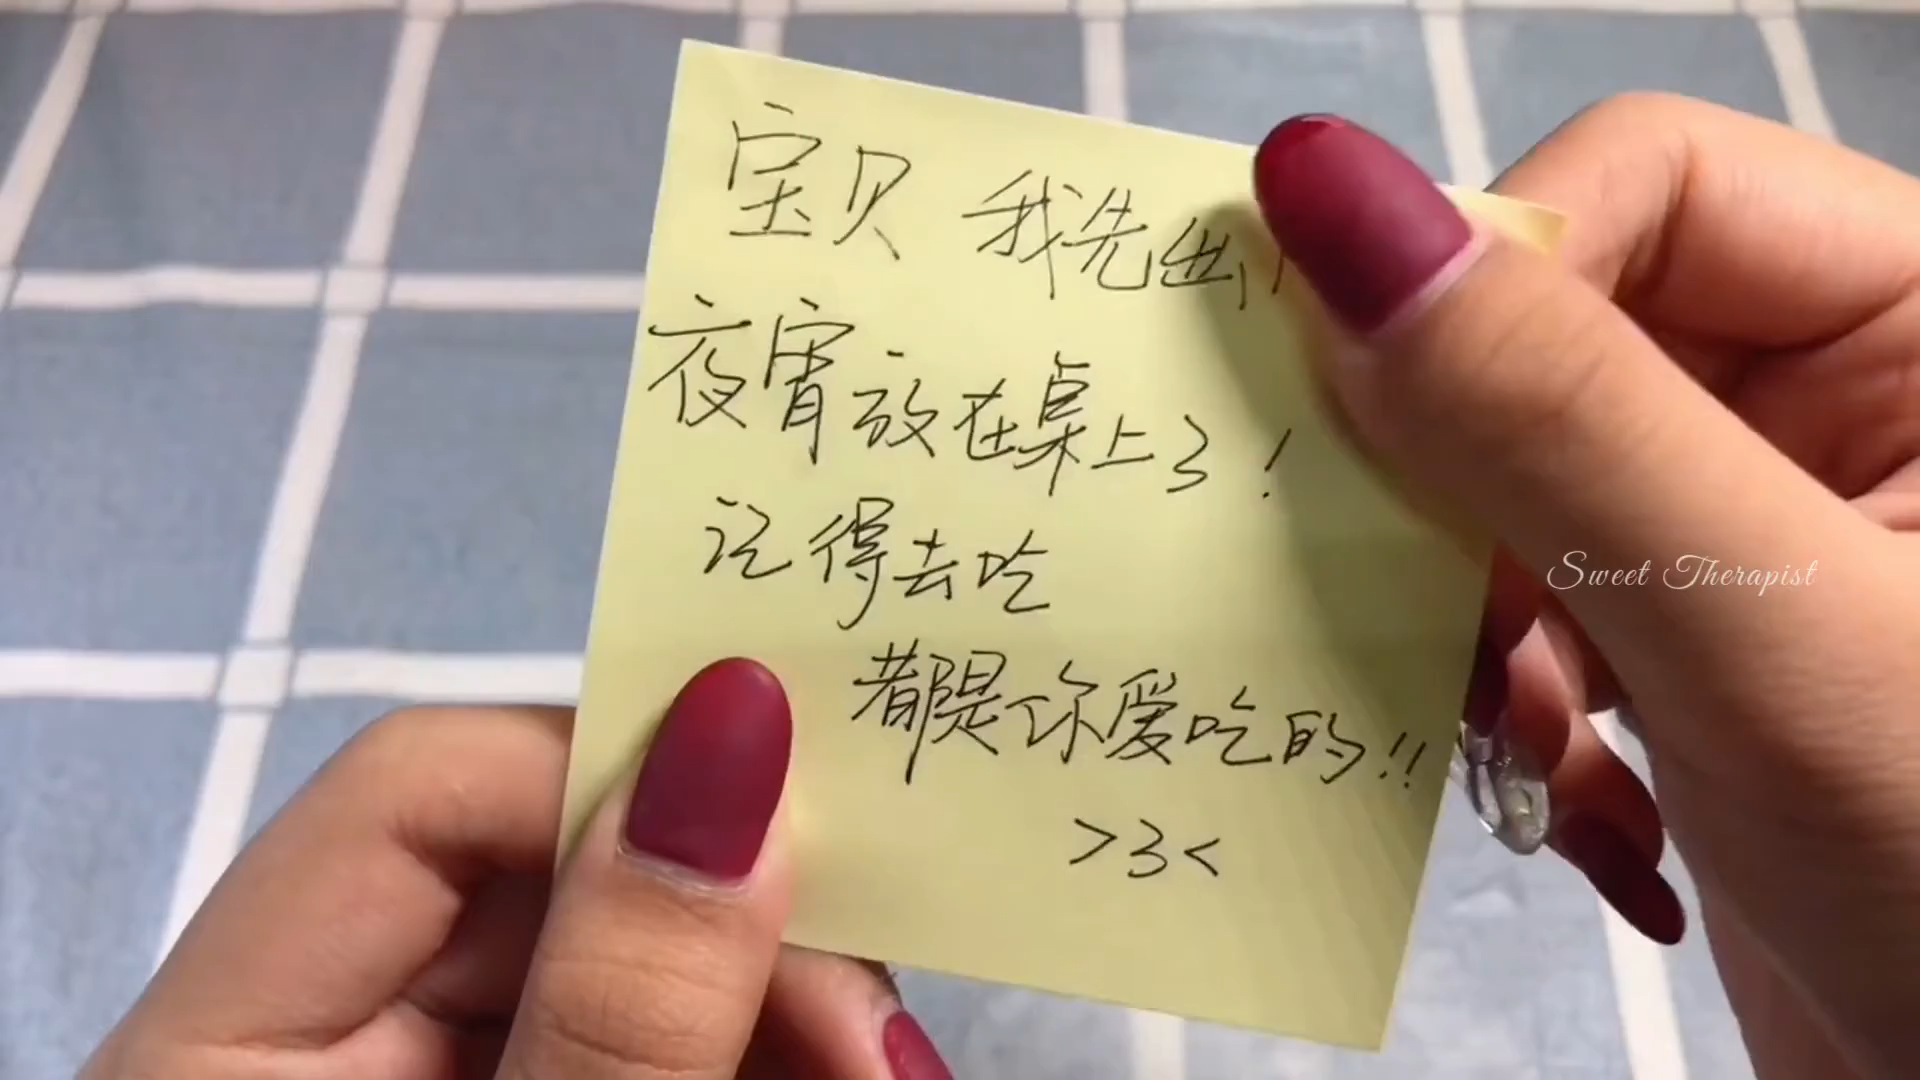 宝贝 我先出
夜宵放在桌上了！
记得去吃
都是你爱吃的！！
>3<
Sweet Therapist